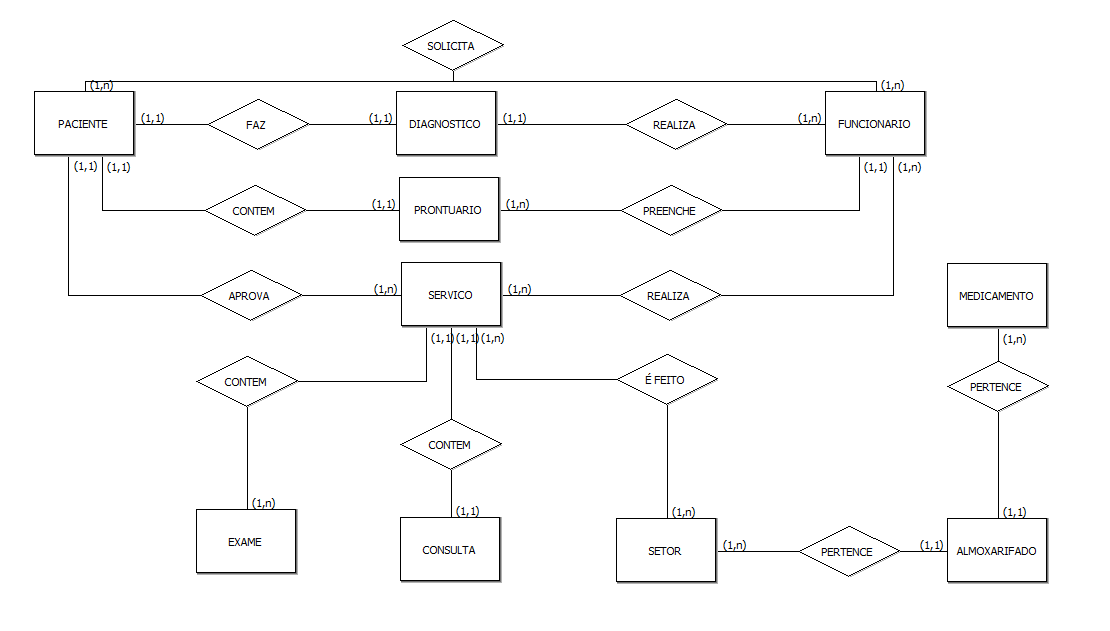 SOLICITA
(1,n)
(1,n)
PACIENTE
(1,1)
FAZ
(1,1)
DIAGNOSTICO
(1,1)
REALIZA
(1,n)
FUNCIONARIO
(1,1)
(1,1)
(1,1)
(1,n)
CONTEM
(1,1)
PRONTUARIO
(1,n)
PREENCHE
APROVA
(1,n)
SERVICO
(1,n)
REALIZA
MEDICAMENTO
(1,1)
(1,1)
(1,n)
(1,n)
CONTEM
É FEITO
PERTENCE
CONTEM
(1,n)
(1,1)
(1,n)
(1,1)
EXAME
CONSULTA
SETOR
(1,n)
PERTENCE
(1,1)
ALMOXARIFADO